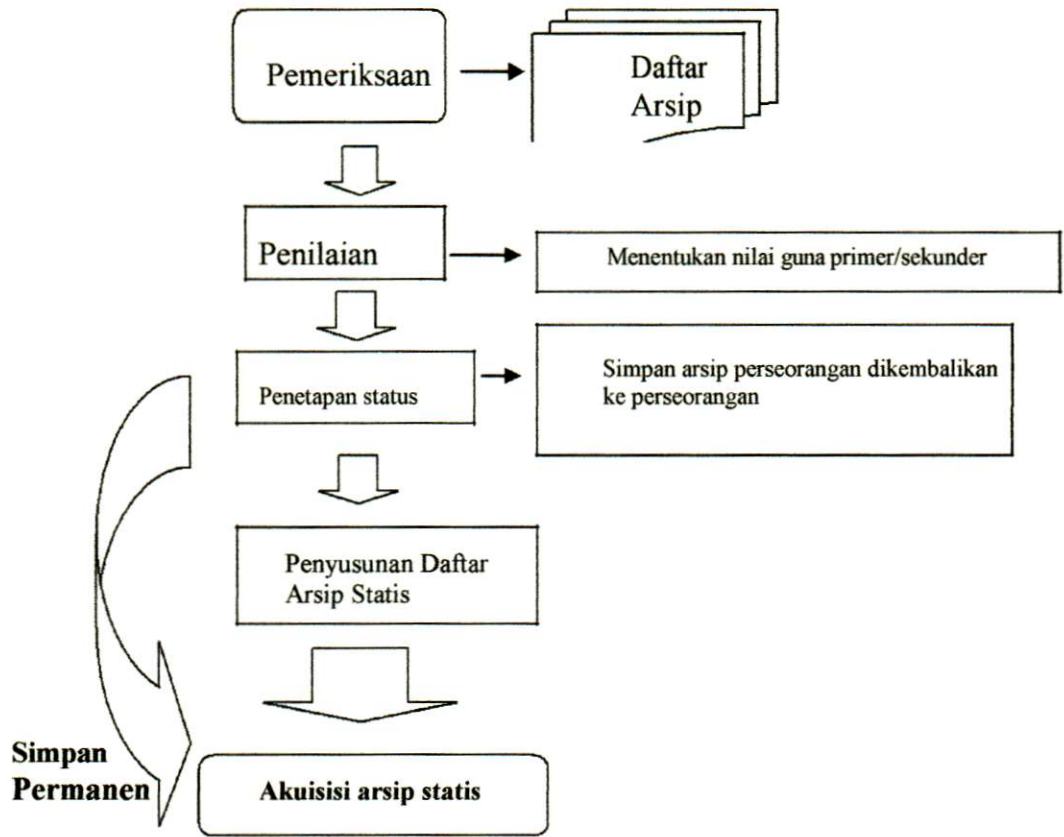 Pemeriksaan
Daftar
Arsip
Penilaian
Menentukan nilai guna primer/sekunder
Penetapan status
Simpan arsip perseorangan dikembalikan
ke perseorangan
Penyusunan Daftar
Arsip Statis
Simpan
Permanen
Akuisisi arsip statis